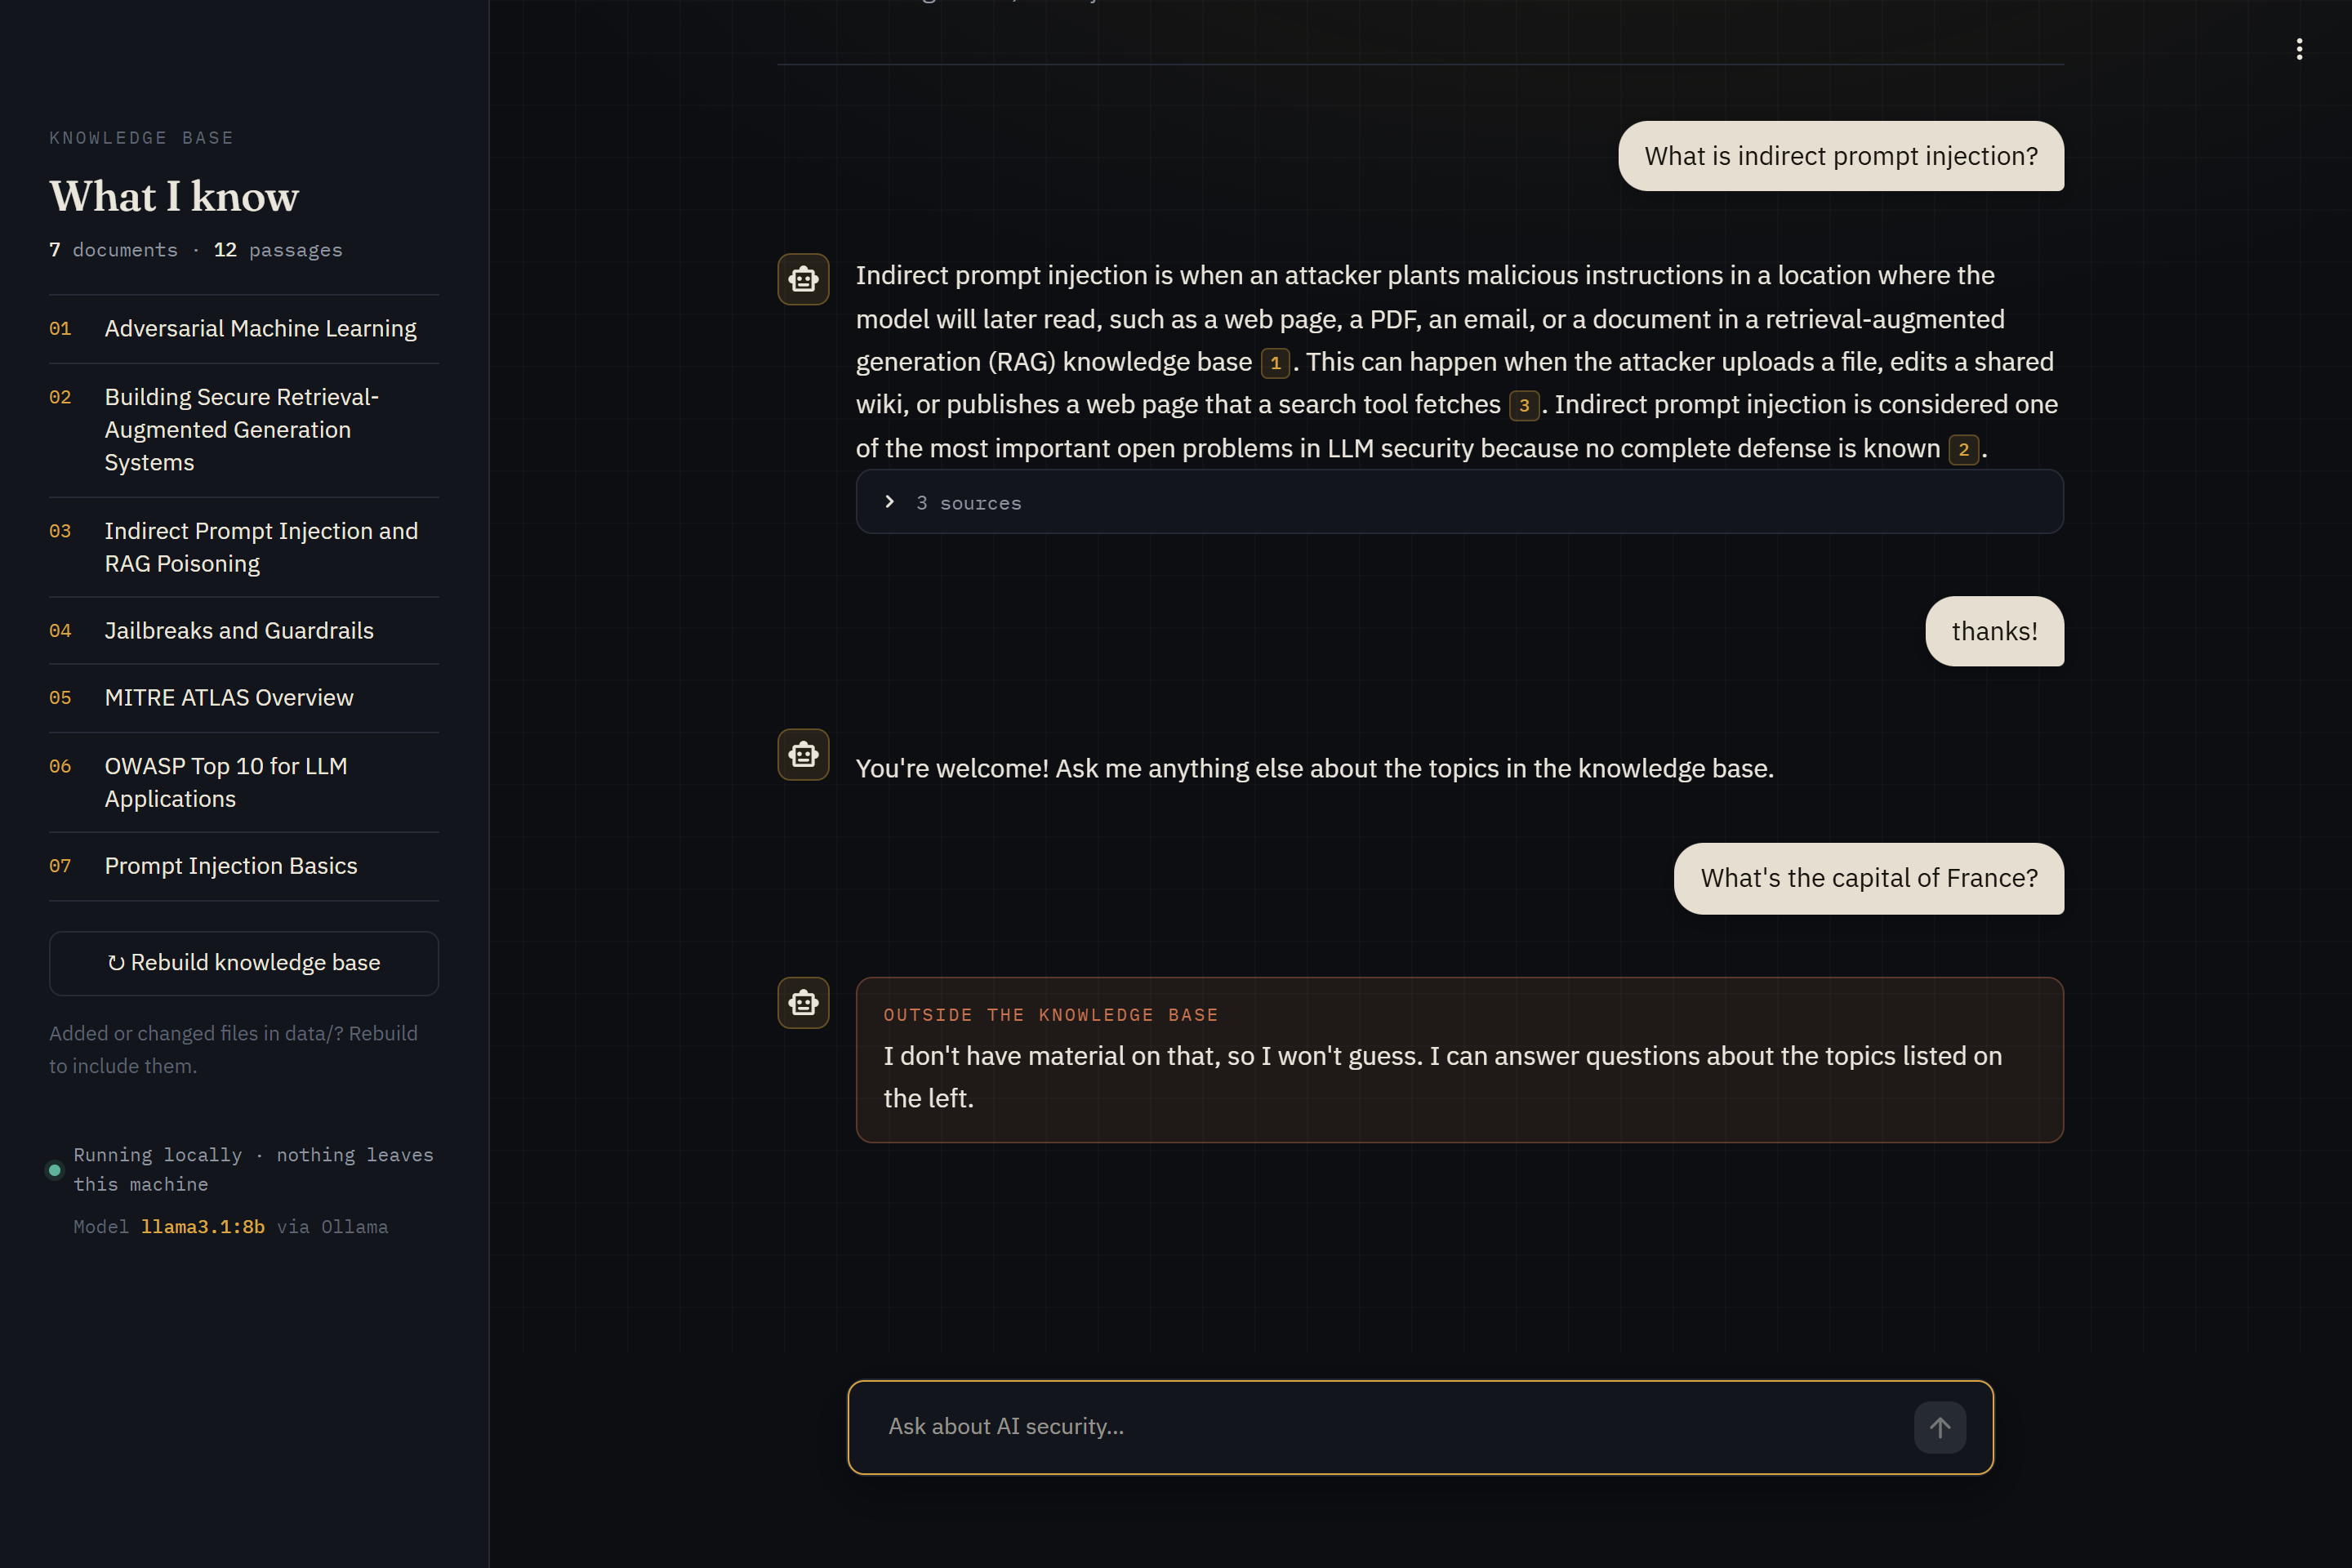 KNOWLEDGE BASE
What I know
7 documents · 12 passages
01 Adversarial Machine Learning
02 Building Secure Retrieval-
Augmented Generation
Systems
03 Indirect Prompt Injection and
RAG Poisoning
04 Jailbreaks and Guardrails
05 MITRE ATLAS Overview
06 OWASP Top 10 for LLM
Applications
07 Prompt Injection Basics
↻ Rebuild knowledge base
Added or changed files in data/? Rebuild
to include them.
Running locally · nothing leaves
this machine
Model llama3.1:8b via Ollama
What is indirect prompt injection?
Indirect prompt injection is when an attacker plants malicious instructions in a location where the
model will later read, such as a web page, a PDF, an email, or a document in a retrieval-augmented
generation (RAG) knowledge base 1. This can happen when the attacker uploads a file, edits a shared
wiki, or publishes a web page that a search tool fetches 3. Indirect prompt injection is considered one
of the most important open problems in LLM security because no complete defense is known 2.
3 sources
thanks!
You're welcome! Ask me anything else about the topics in the knowledge base.
What's the capital of France?
OUTSIDE THE KNOWLEDGE BASE
I don't have material on that, so I won't guess. I can answer questions about the topics listed on
the left.
Ask about AI security...